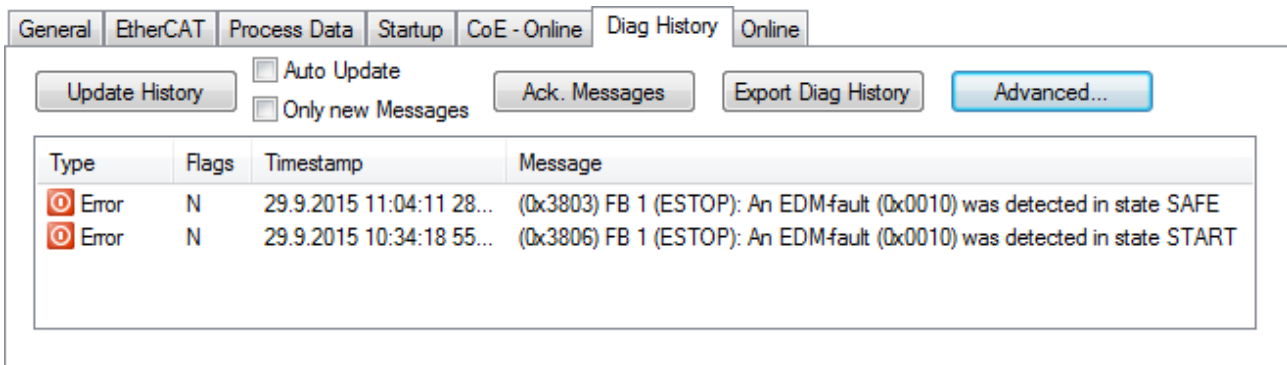 General EtherCAT Process Data Startup CoE - Online Diag History Online
Auto Update
Update History Ack. Messages Export Diag History Advanced...
Only new Messages
Type Flags Timestamp Message
Error N 29.9.2015 11:04:11 28... (0x3803) FB 1 (ESTOP): An EDM-fault (0x0010) was detected in state SAFE
Error N 29.9.2015 10:34:18 55... (0x3806) FB 1 (ESTOP): An EDM-fault (0x0010) was detected in state START